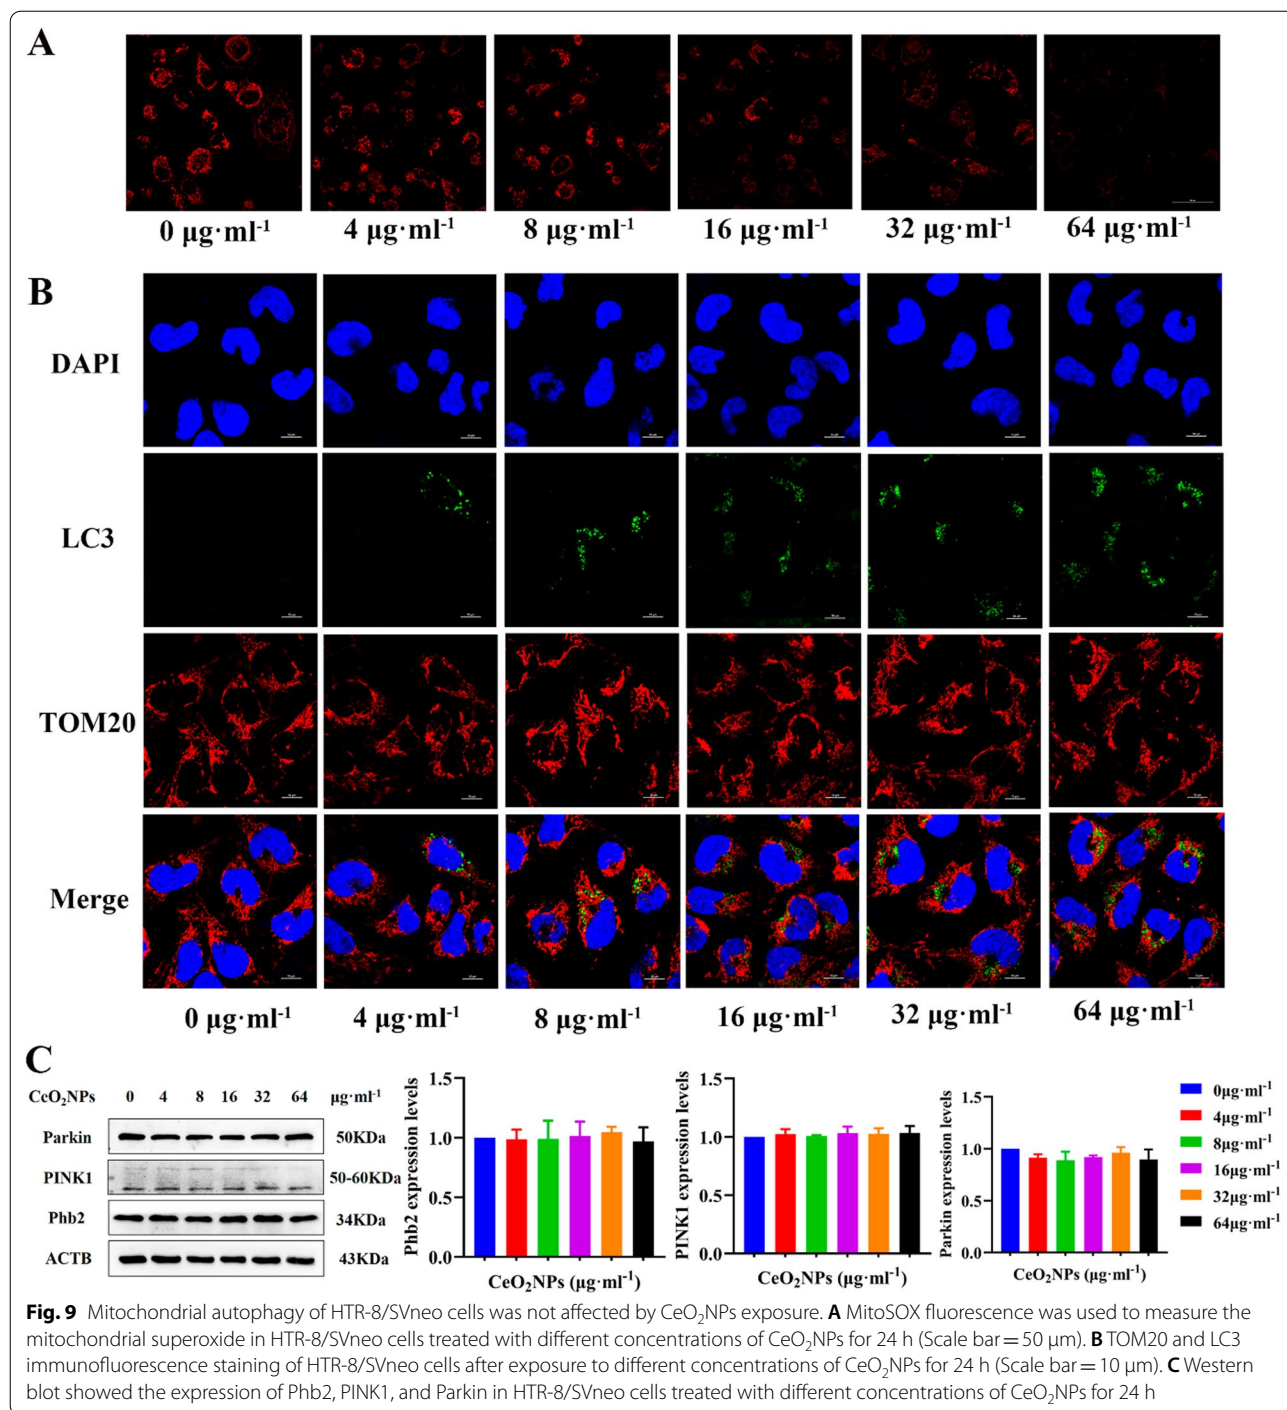 A
0 µg·ml⁻¹ 4 µg·ml⁻¹ 8 µg·ml⁻¹ 16 µg·ml⁻¹ 32 µg·ml⁻¹ 64 µg·ml⁻¹
B
DAPI
LC3
TOM20
Merge
0 µg·ml⁻¹ 4 µg·ml⁻¹ 8 µg·ml⁻¹ 16 µg·ml⁻¹ 32 µg·ml⁻¹ 64 µg·ml⁻¹
C
CeO₂NPs 0 4 8 16 32 64 µg·ml⁻¹
Parkin 50KDa
PINK1 50-60KDa
Phb2 34KDa
ACTB 43KDa
Phb2 expression levels
1.5
1.0
0.5
0.0
CeO₂NPs (µg·ml⁻¹)
PINK1 expression levels
1.5
1.0
0.5
0.0
CeO₂NPs (µg·ml⁻¹)
Parkin expression levels
1.5
1.0
0.5
0.0
CeO₂NPs (µg·ml⁻¹)
0µg·ml⁻¹
4µg·ml⁻¹
8µg·ml⁻¹
16µg·ml⁻¹
32µg·ml⁻¹
64µg·ml⁻¹
Fig. 9 Mitochondrial autophagy of HTR-8/SVneo cells was not affected by CeO₂NPs exposure. A MitoSOX fluorescence was used to measure the
mitochondrial superoxide in HTR-8/SVneo cells treated with different concentrations of CeO₂NPs for 24 h (Scale bar = 50 µm). B TOM20 and LC3
immunofluorescence staining of HTR-8/SVneo cells after exposure to different concentrations of CeO₂NPs for 24 h (Scale bar = 10 µm). C Western
blot showed the expression of Phb2, PINK1, and Parkin in HTR-8/SVneo cells treated with different concentrations of CeO₂NPs for 24 h